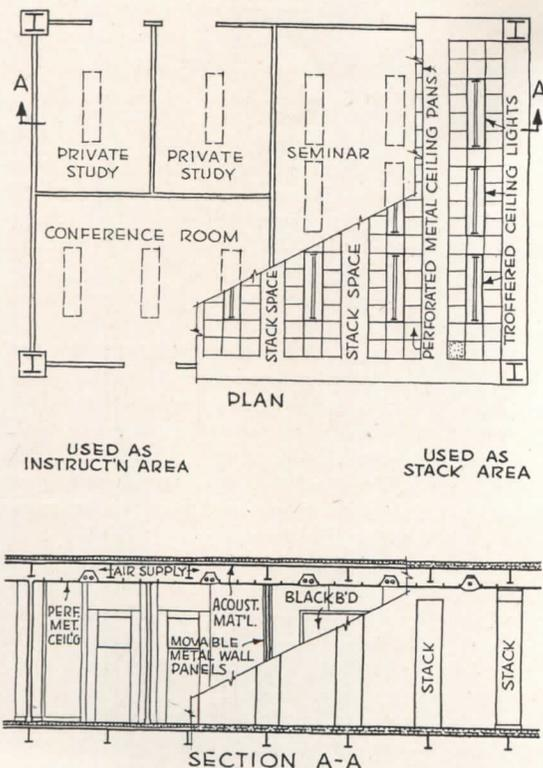 A
A
PRIVATE
STUDY
PRIVATE
STUDY
SEMINAR
CONFERENCE ROOM
STACK SPACE
STACK SPACE
PERFORATED METAL CEILING PANS
TROFFERED CEILING LIGHTS
PLAN
USED AS
INSTRUCT'N AREA
USED AS
STACK AREA
AIR SUPPLY
PERF.
MET.
CEIL'G
ACOUST.
MAT'L.
BLACKB'D
MOVABLE
METAL WALL
PANELS
STACK
STACK
SECTION A-A